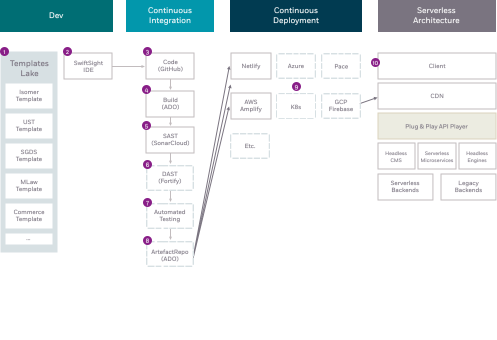 Dev
Continuous
Integration
Continuous
Deployment
Serverless
Architecture
1
Templates
Lake
Isomer
Template
UST
Template
SGDS
Template
MLaw
Template
Commerce
Template
...
2
SwiftSight
IDE
3
Code
(GitHub)
4
Build
(ADO)
5
SAST
(SonarCloud)
6
DAST
(Fortify)
7
Automated
Testing
8
ArtefactRepo
(ADO)
Netlify
Azure
Pace
9
AWS
Amplify
K8s
GCP
Firebase
Etc.
10
Client
CDN
Plug & Play API Player
Headless
CMS
Serverless
Microservices
Headless
Engines
Serverless
Backends
Legacy
Backends